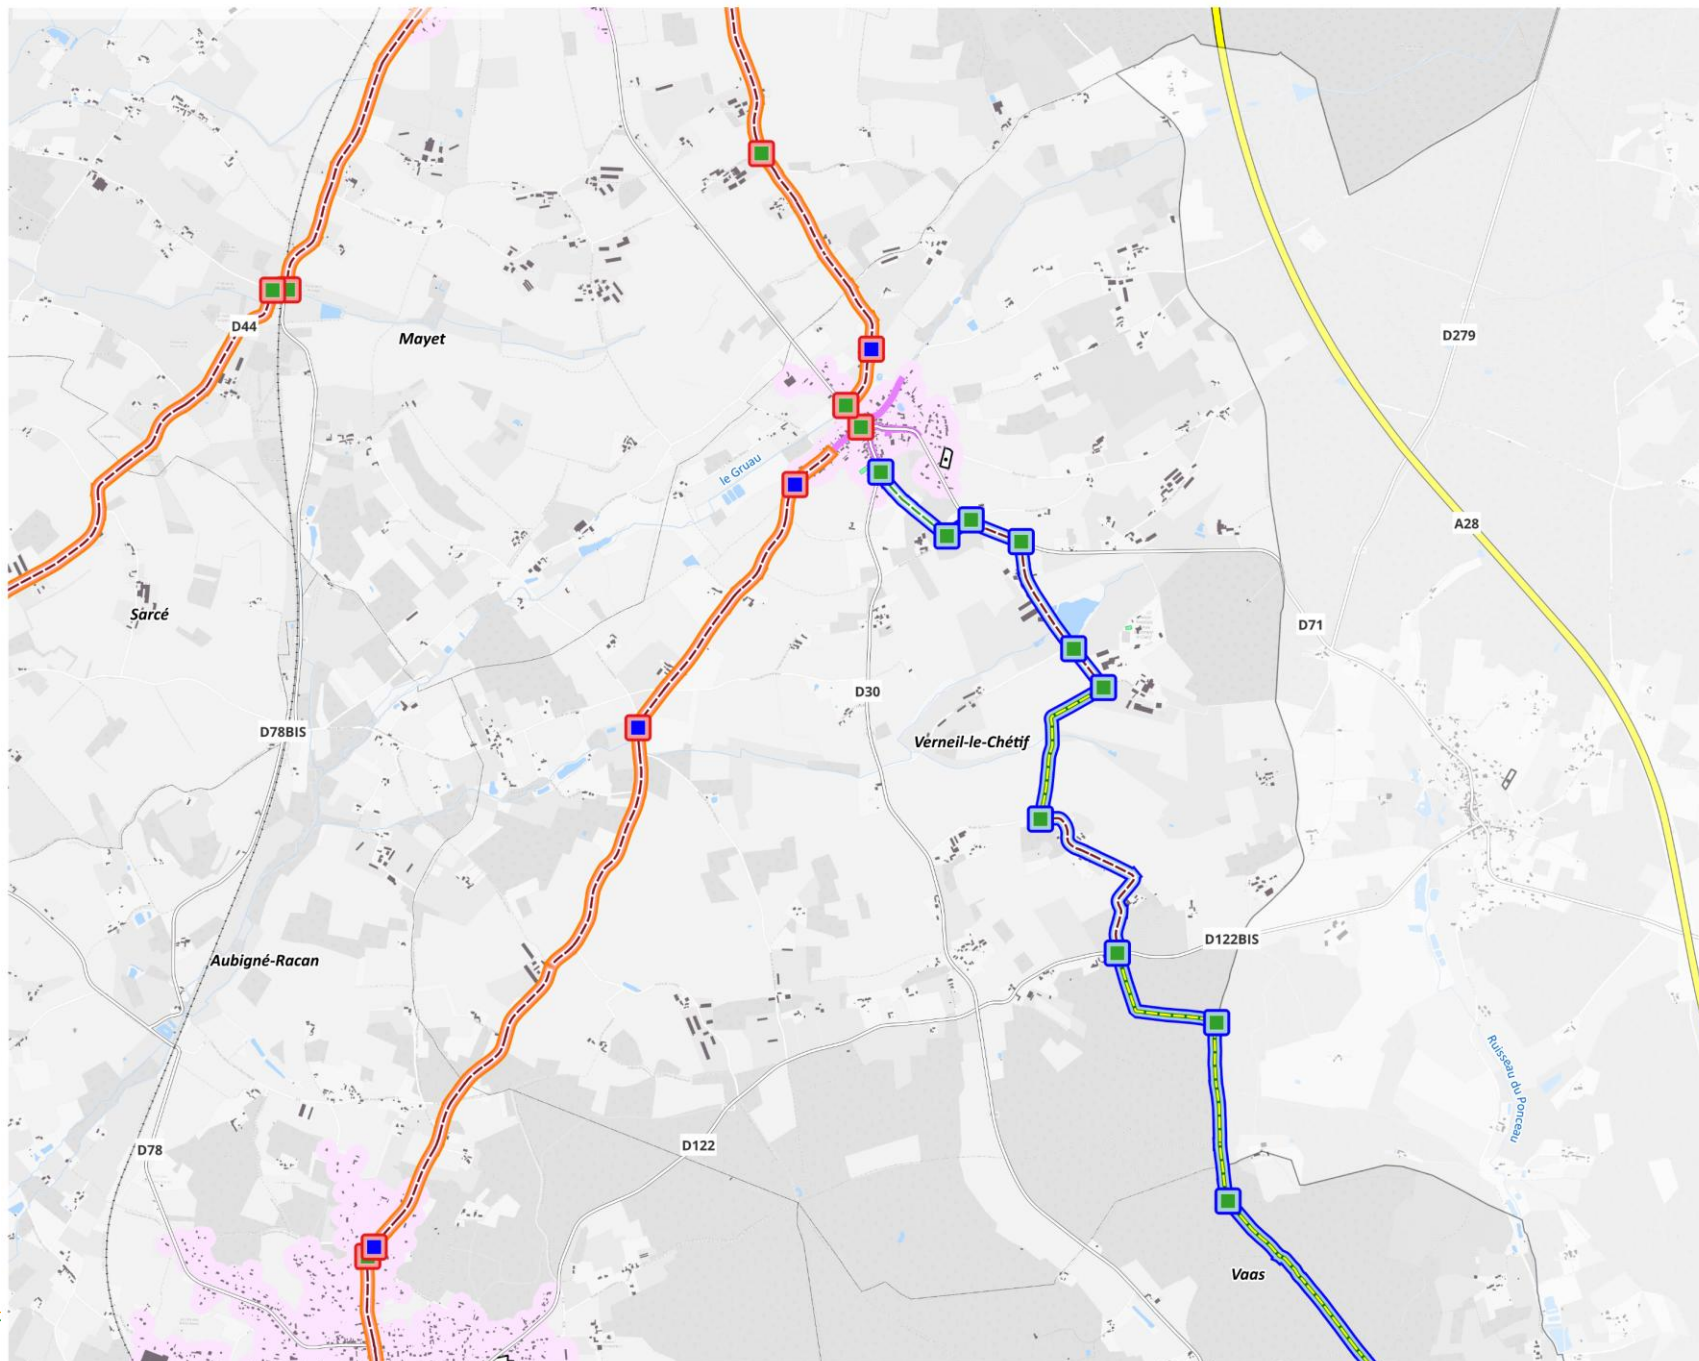 D44
Mayet
D279
le Gruau
A28
Sarcé
D71
D30
D78BIS
Verneil-le-Chétif
D122BIS
Aubigné-Racan
Ruisseau du Ponceau
D78
D122
Vaas